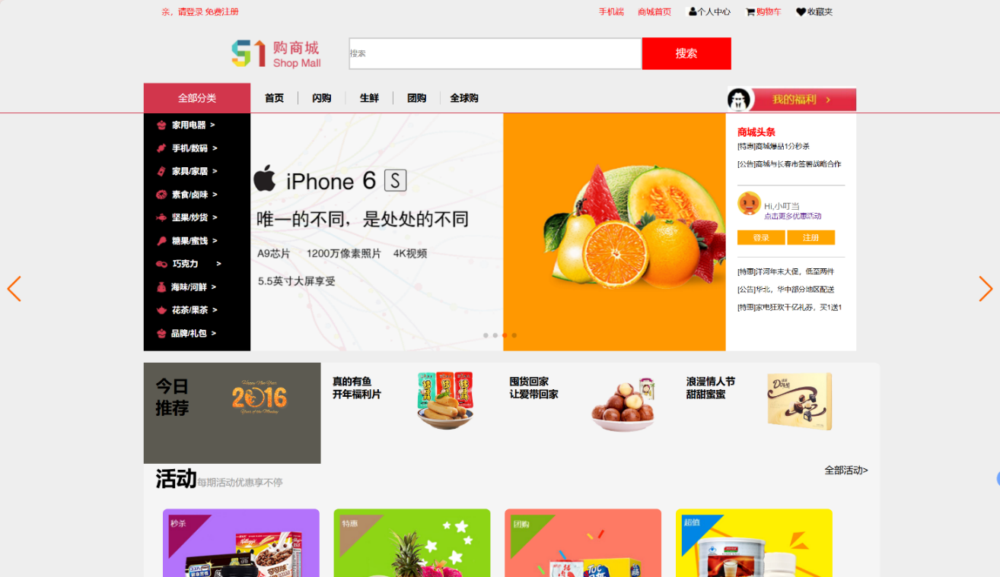 亲，请登录 免费注册
手机端 商城首页 个人中心 购物车 收藏夹
51 购商城
Shop Mall
搜索
搜索
全部分类 首页 闪购 生鲜 团购 全球购
我的福利 >
家用电器 >
手机/数码 >
家具/家居 >
素食/卤味 >
坚果/炒货 >
糖果/蜜饯 >
巧克力 >
海味/河鲜 >
花茶/果茶 >
品牌/礼包 >
iPhone 6 S
唯一的不同，是处处的不同
A9芯片 1200万像素照片 4K视频
5.5英寸大屏享受
商城头条
[特惠]商城爆品1分秒杀
[公告]商城与长春市签署战略合作
Hi,小叮当
点击更多优惠活动
登录 注册
[特惠]洋河年末大促，低至两件
[公告]华北，华中部分地区配送
[特惠]家电狂欢千亿礼券，买1送1
今日
推荐
Happy New Year
2016
Year of the Monkey
真的有鱼
开年福利片
囤货回家
让爱带回家
浪漫情人节
甜甜蜜蜜
活动 每期活动优惠享不停
全部活动>
秒杀
特惠
团购
超值
可可球
TUC